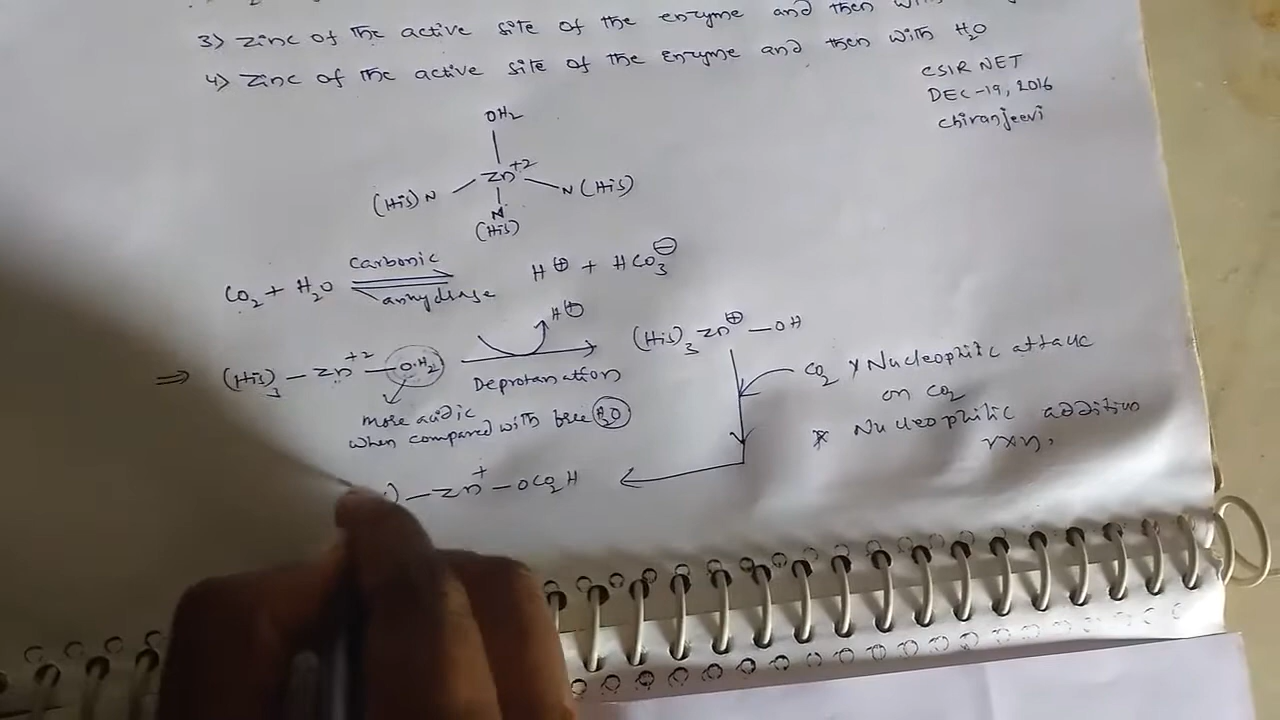 3) Zinc of the active site of the enzyme and then
4) Zinc of the active site of the enzyme and then with H₂O
CSIR NET
DEC-19, 2016
Chiranjeevi
OH₂
Zn⁺²
(His) N
N (His)
N
(His)
CO₂ + H₂O carbonic anhydrase H⊕ + HCO₃⊖
H⊕
⇒ (His)₃ — Zn⁺² — O·H₂ Deprotanation (His)₃ Zn⊕ — OH
more acidic
when compared with free H₂O
CO₂ Nucleophilic attack
on CO₂
* Nucleophilic addition
rxn.
) — Zn⁺ — OCO₂H